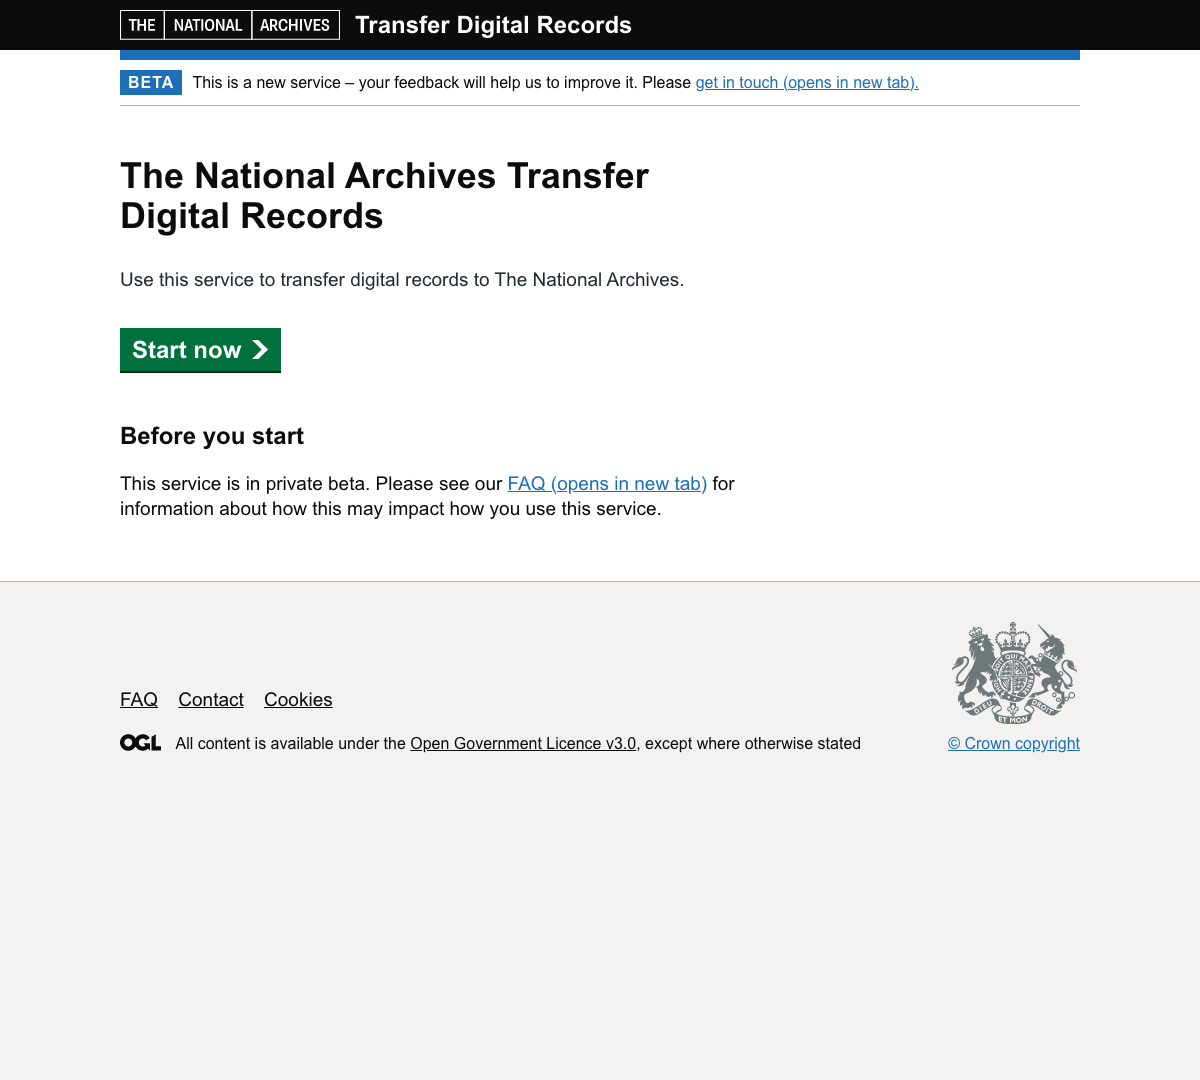 THE NATIONAL ARCHIVES Transfer Digital Records
BETA This is a new service – your feedback will help us to improve it. Please get in touch (opens in new tab).
The National Archives Transfer
Digital Records
Use this service to transfer digital records to The National Archives.
Start now
Before you start
This service is in private beta. Please see our FAQ (opens in new tab) for
information about how this may impact how you use this service.
FAQ Contact Cookies
DIEU ET MON DROIT
OGL All content is available under the Open Government Licence v3.0, except where otherwise stated
© Crown copyright